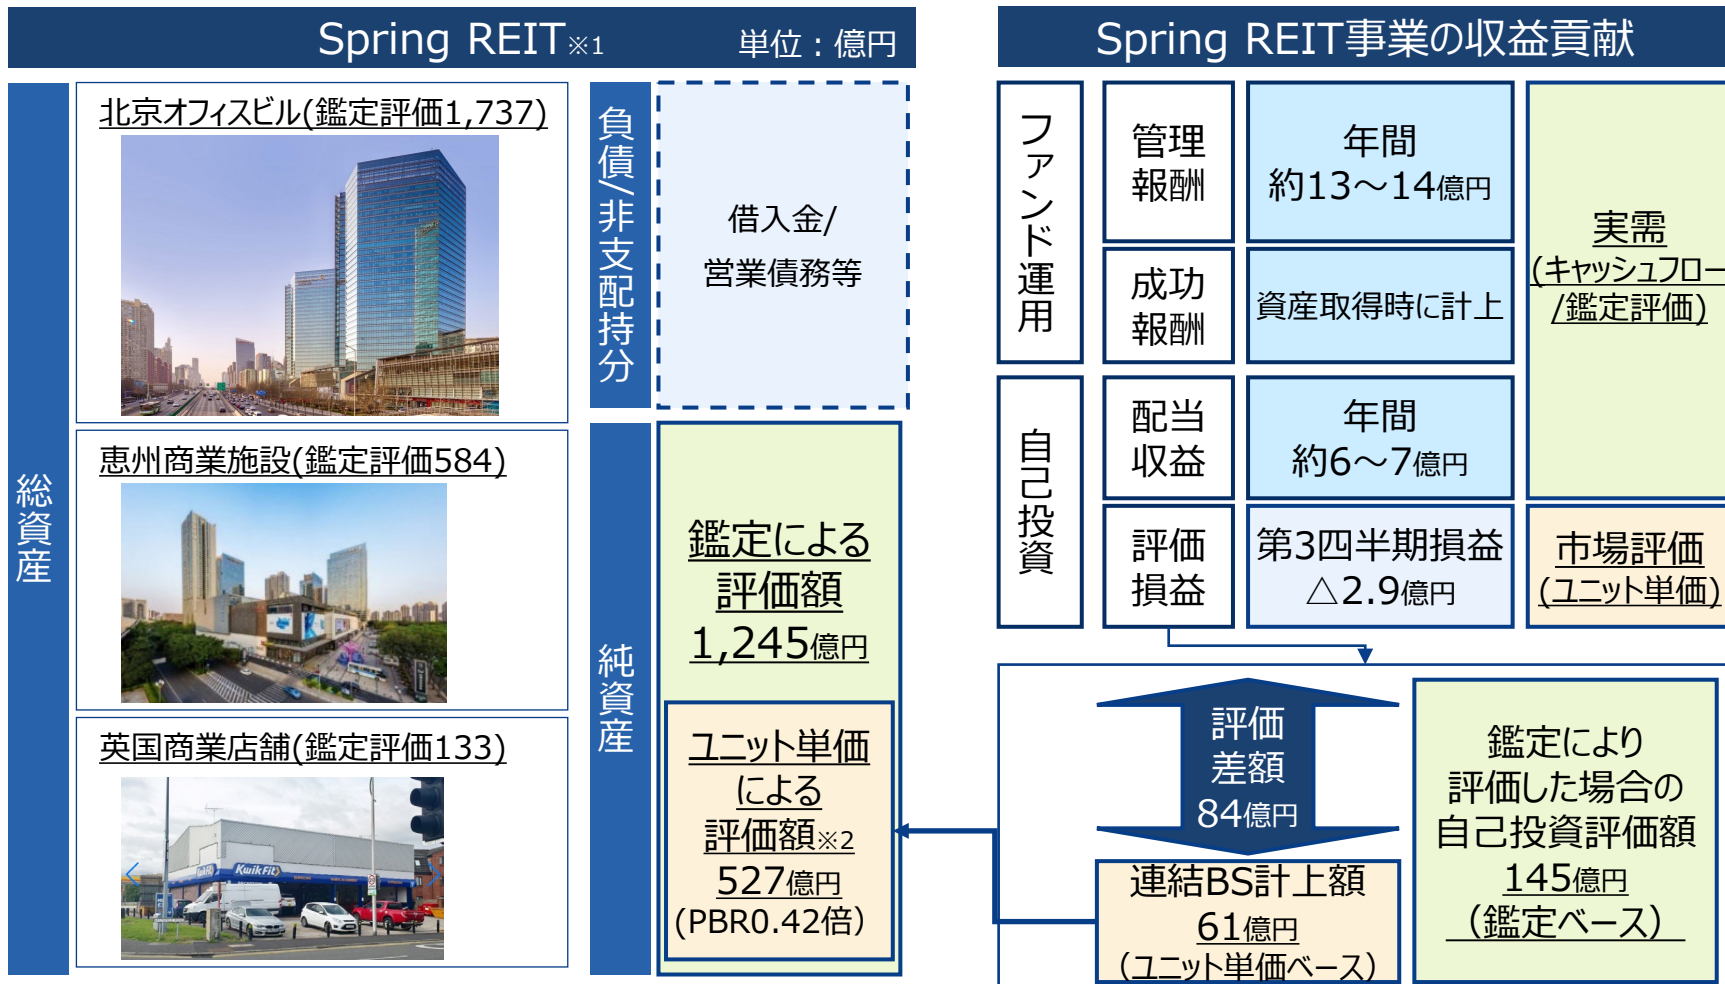 Spring REIT※1 単位：億円
総資産
北京オフィスビル(鑑定評価1,737)
恵州商業施設(鑑定評価584)
英国商業店舗(鑑定評価133)
KwikFit
負債/非支配持分
借入金/
営業債務等
純資産
鑑定による
評価額
1,245億円
ユニット単価
による
評価額※2
527億円
(PBR0.42倍)
Spring REIT事業の収益貢献
ファンド運用
管理
報酬
年間
約13～14億円
成功
報酬
資産取得時に計上
実需
(キャッシュフロー
/鑑定評価)
自己投資
配当
収益
年間
約6～7億円
評価
損益
第3四半期損益
△2.9億円
市場評価
(ユニット単価)
評価
差額
84億円
連結BS計上額
61億円
（ユニット単価ベース）
鑑定により
評価した場合の
自己投資評価額
145億円
（鑑定ベース）